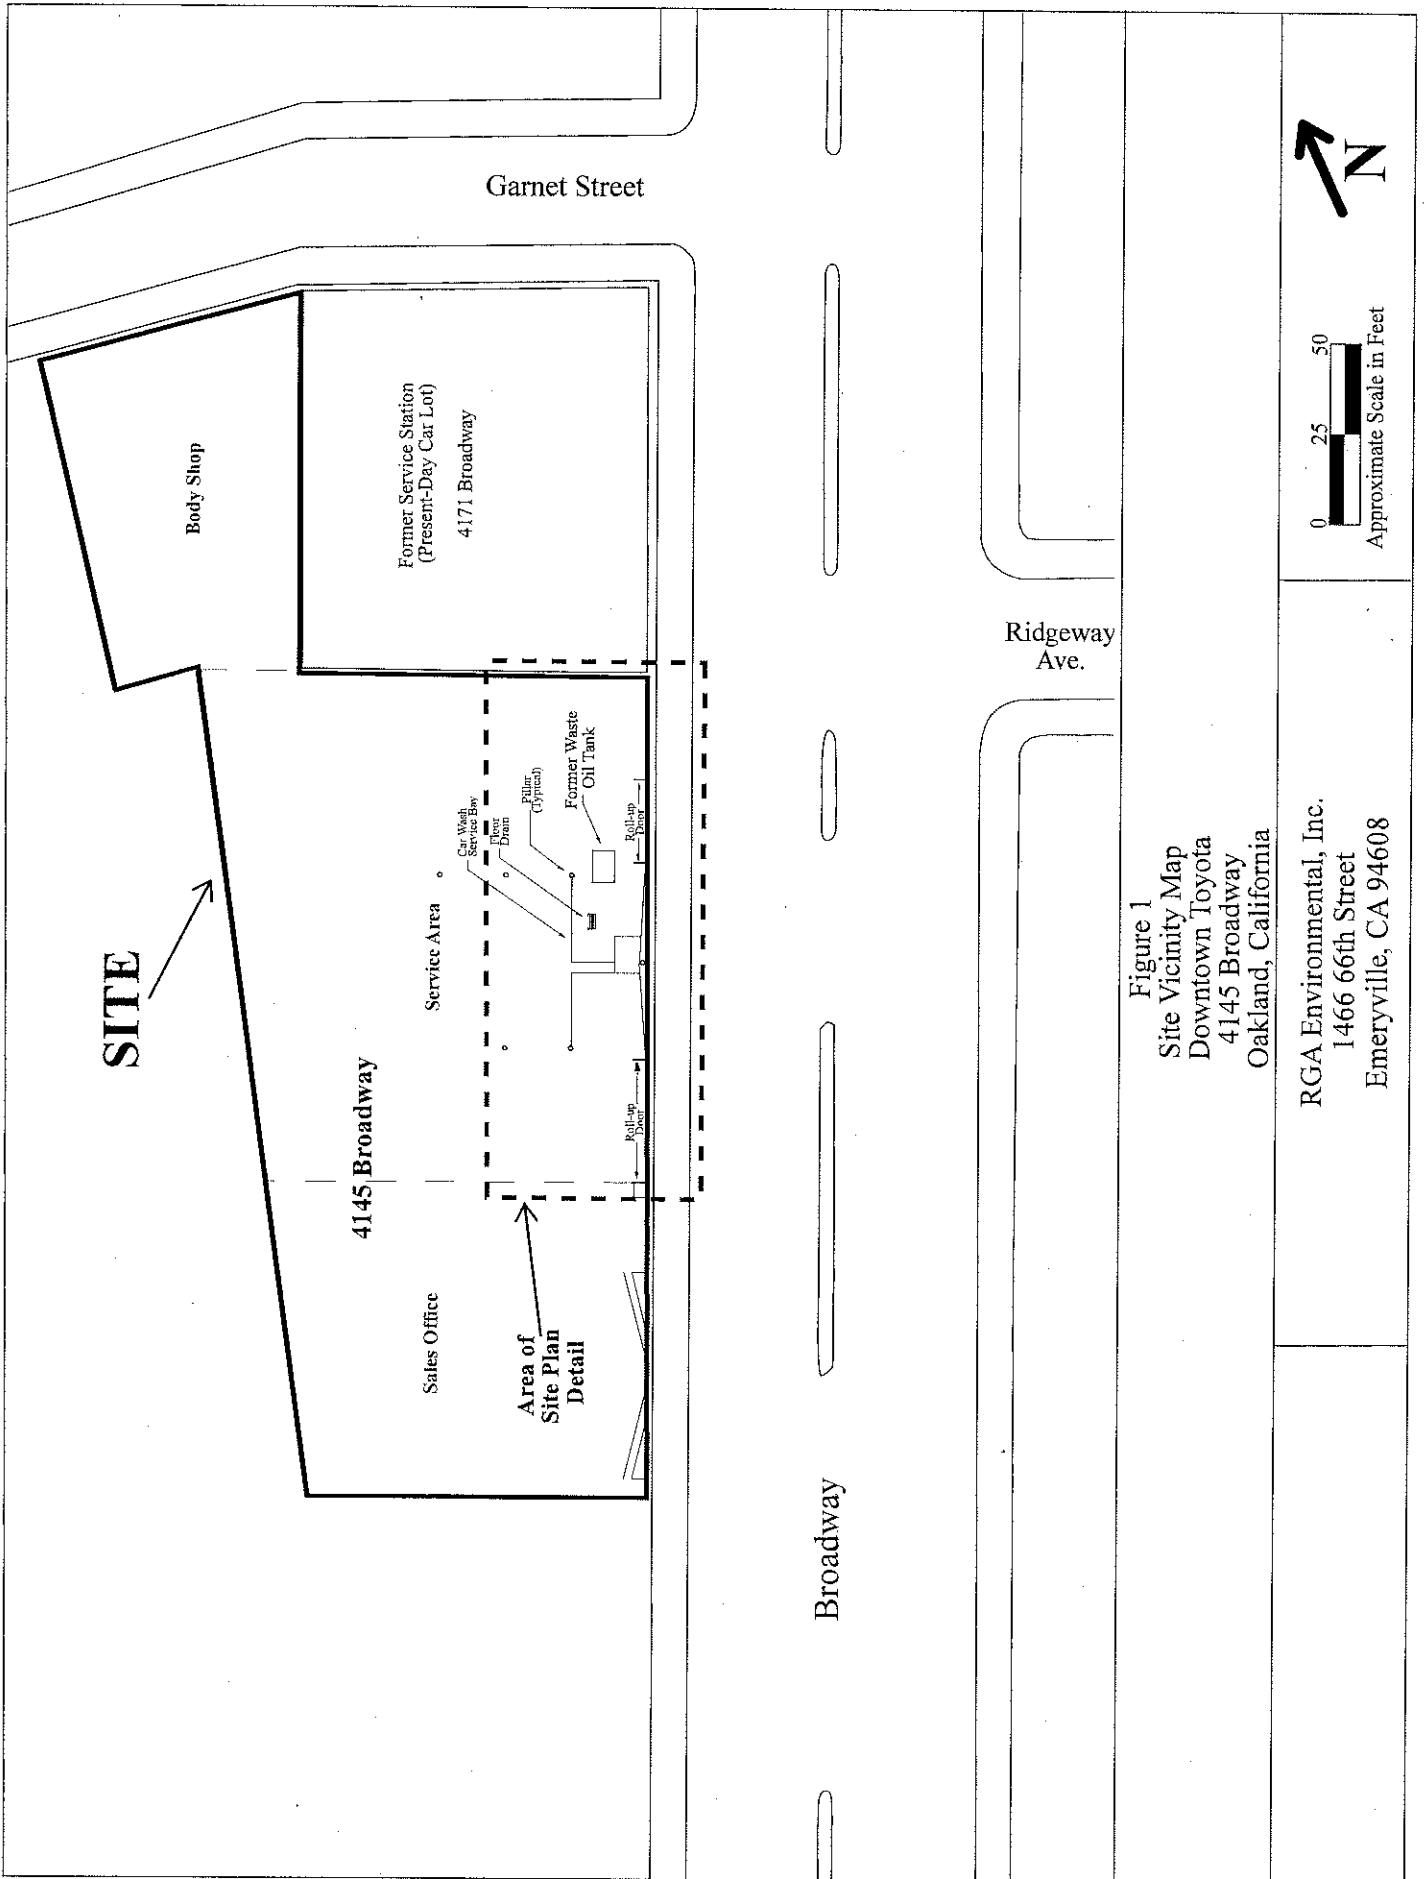 Garnet Street
Body Shop
Former Service Station
(Present-Day Car Lot)
4171 Broadway
Ridgeway
Ave.
SITE
4145 Broadway
Service Area
Car Wash
Service Bay
Floor
Drain
Pillar
(Typical)
Former Waste
Oil Tank
Roll-up
Door
Roll-up
Door
Sales Office
Area of
Site Plan
Detail
Broadway
Figure 1
Site Vicinity Map
Downtown Toyota
4145 Broadway
Oakland, California
RGA Environmental, Inc.
1466 66th Street
Emeryville, CA 94608
N
0 25 50
Approximate Scale in Feet